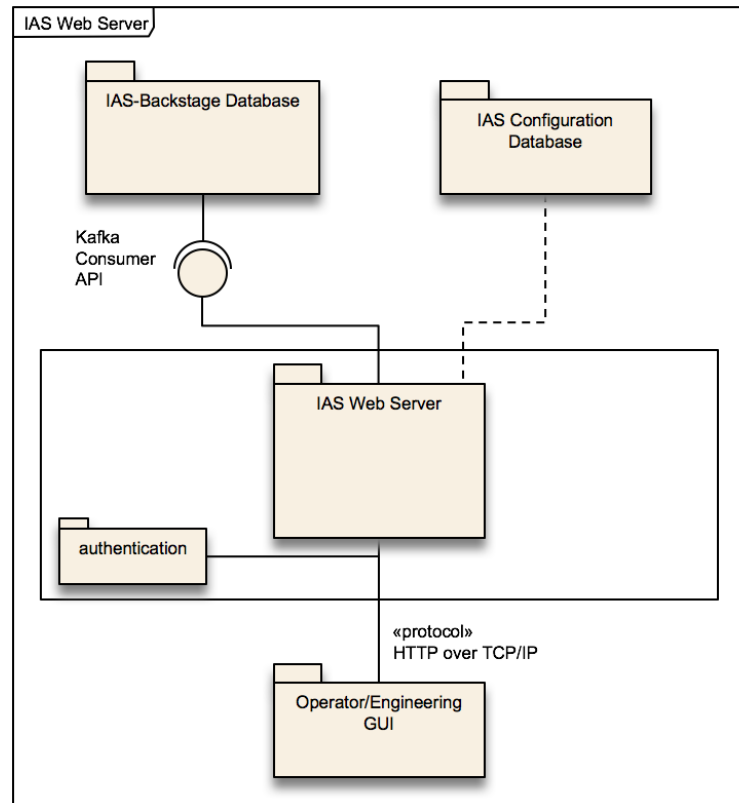 IAS Web Server
IAS-Backstage Database
IAS Configuration
Database
Kafka
Consumer
API
IAS Web Server
authentication
«protocol»
HTTP over TCP/IP
Operator/Engineering
GUI